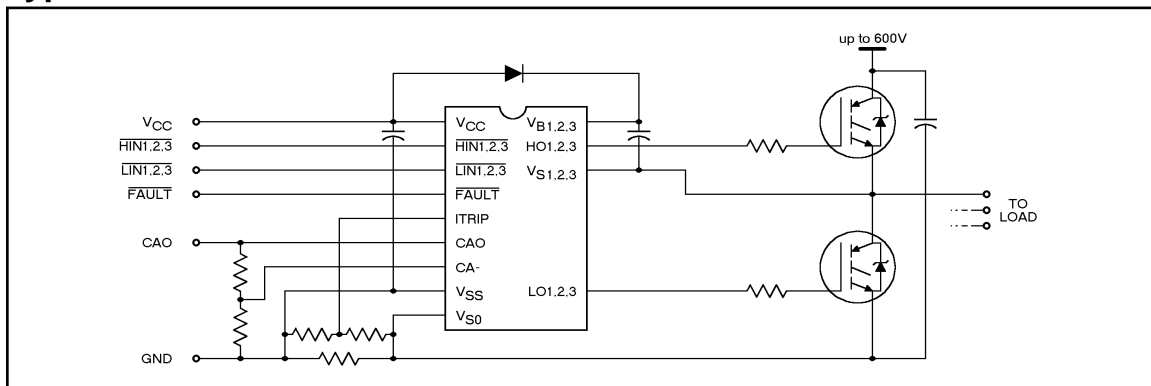 up to 600V
VCC
HIN1,2,3
LIN1,2,3
FAULT
CAO
GND
VCC
HIN1,2,3
LIN1,2,3
FAULT
ITRIP
CAO
CA-
VSS
VS0
VB1,2,3
HO1,2,3
VS1,2,3
LO1,2,3
TO
LOAD